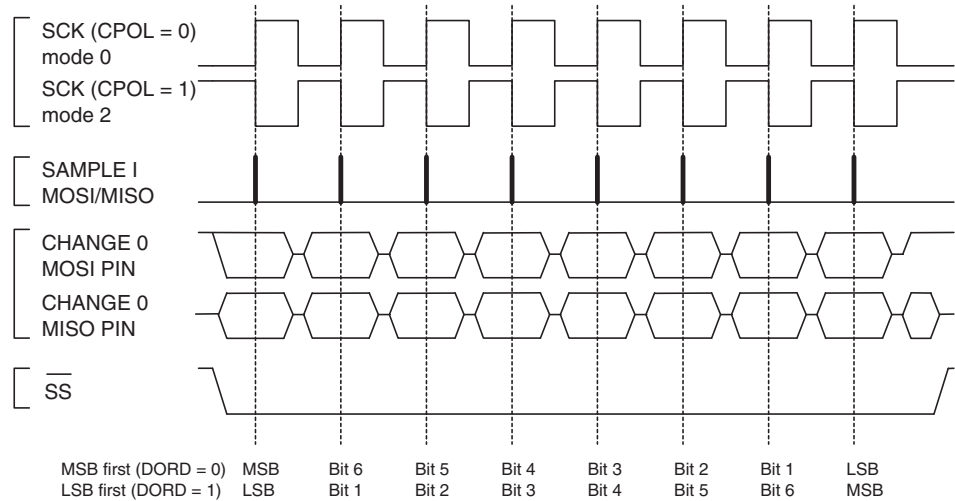 SCK (CPOL = 0)
mode 0
SCK (CPOL = 1)
mode 2
SAMPLE I
MOSI/MISO
CHANGE 0
MOSI PIN
CHANGE 0
MISO PIN
SS
MSB first (DORD = 0) MSB Bit 6 Bit 5 Bit 4 Bit 3 Bit 2 Bit 1 LSB
LSB first (DORD = 1) LSB Bit 1 Bit 2 Bit 3 Bit 4 Bit 5 Bit 6 MSB